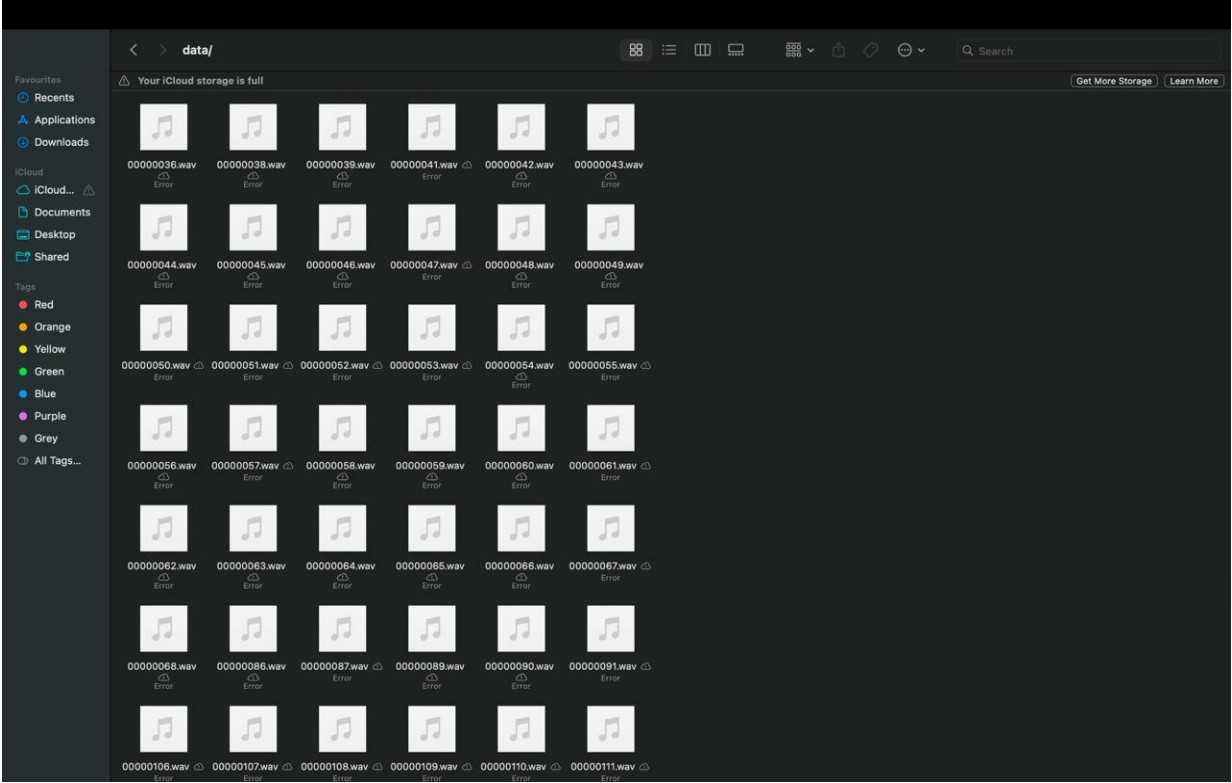 data/
Search
Favourites
Recents
Applications
Downloads
iCloud
iCloud...
Documents
Desktop
Shared
Tags
Red
Orange
Yellow
Green
Blue
Purple
Grey
All Tags...
Your iCloud storage is full
Get More Storage Learn More
00000036.wav 00000038.wav 00000039.wav 00000041.wav 00000042.wav 00000043.wav
Error Error Error Error Error Error
00000044.wav 00000045.wav 00000046.wav 00000047.wav 00000048.wav 00000049.wav
Error Error Error Error Error Error
00000050.wav 00000051.wav 00000052.wav 00000053.wav 00000054.wav 00000055.wav
Error Error Error Error Error Error
00000056.wav 00000057.wav 00000058.wav 00000059.wav 00000060.wav 00000061.wav
Error Error Error Error Error Error
00000062.wav 00000063.wav 00000064.wav 00000065.wav 00000066.wav 00000067.wav
Error Error Error Error Error Error
00000068.wav 00000086.wav 00000087.wav 00000089.wav 00000090.wav 00000091.wav
Error Error Error Error Error Error
00000106.wav 00000107.wav 00000108.wav 00000109.wav 00000110.wav 00000111.wav
Error Error Error Error Error Error